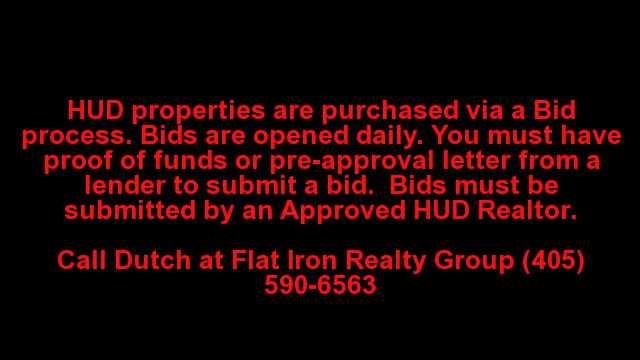 HUD properties are purchased via a Bid
process. Bids are opened daily. You must have
proof of funds or pre-approval letter from a
lender to submit a bid.  Bids must be
submitted by an Approved HUD Realtor.
Call Dutch at Flat Iron Realty Group (405)
590-6563